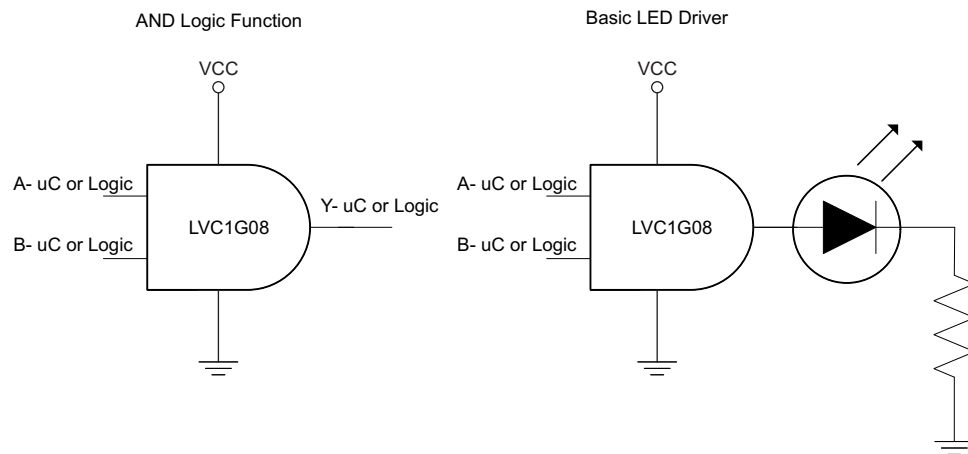 AND Logic Function
VCC
A- uC or Logic
B- uC or Logic
LVC1G08
Y- uC or Logic
Basic LED Driver
VCC
A- uC or Logic
B- uC or Logic
LVC1G08